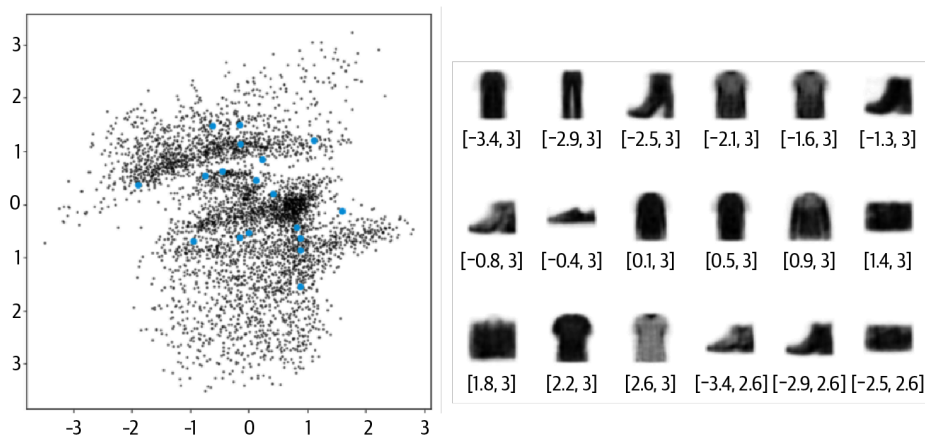 3
2
1
0
1
2
3
−3 −2 −1 0 1 2 3
[−3.4, 3] [−2.9, 3] [−2.5, 3] [−2.1, 3] [−1.6, 3] [−1.3, 3]
[−0.8, 3] [−0.4, 3] [0.1, 3] [0.5, 3] [0.9, 3] [1.4, 3]
[1.8, 3] [2.2, 3] [2.6, 3] [−3.4, 2.6] [−2.9, 2.6] [−2.5, 2.6]